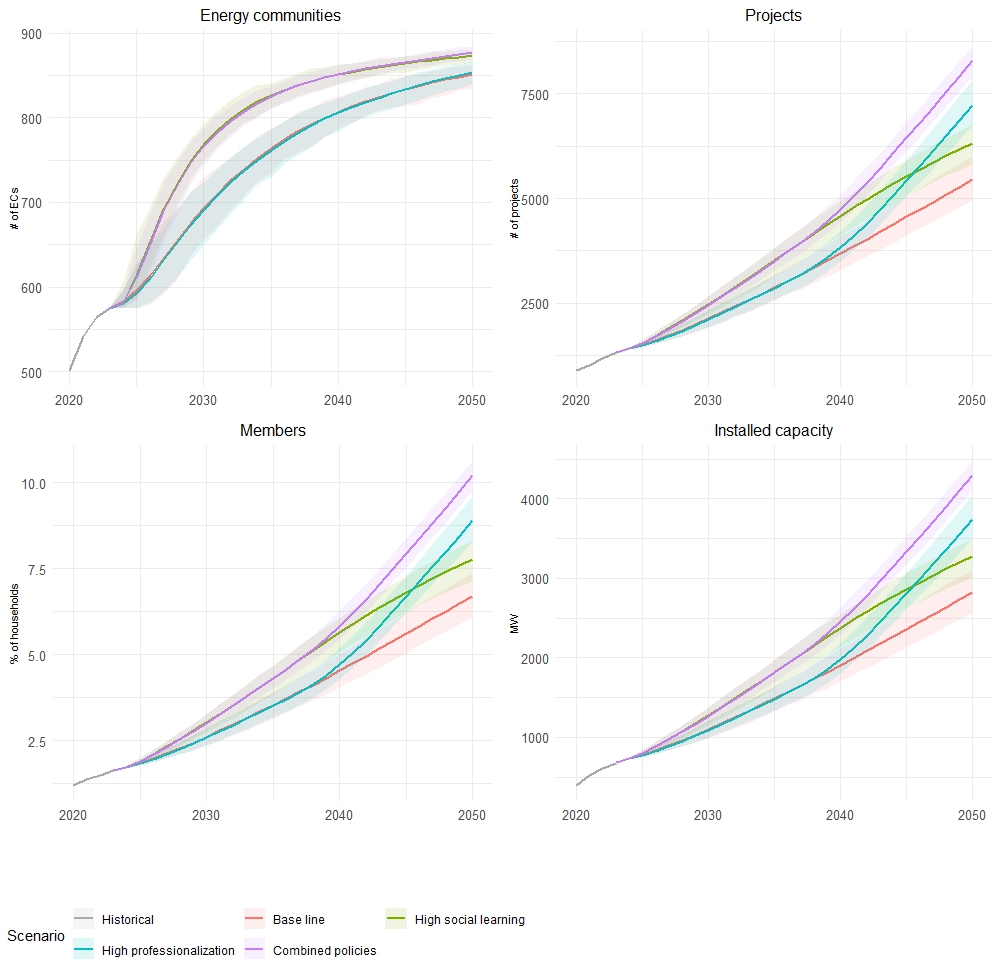 Energy communities
Projects
# of ECs
900
800
700
600
500
2020 2030 2040 2050
# of projects
7500
5000
2500
2020 2030 2040 2050
Members
Installed capacity
% of households
10.0
7.5
5.0
2.5
2020 2030 2040 2050
MW
4000
3000
2000
1000
2020 2030 2040 2050
Scenario
Historical Base line High social learning
High professionalization Combined policies